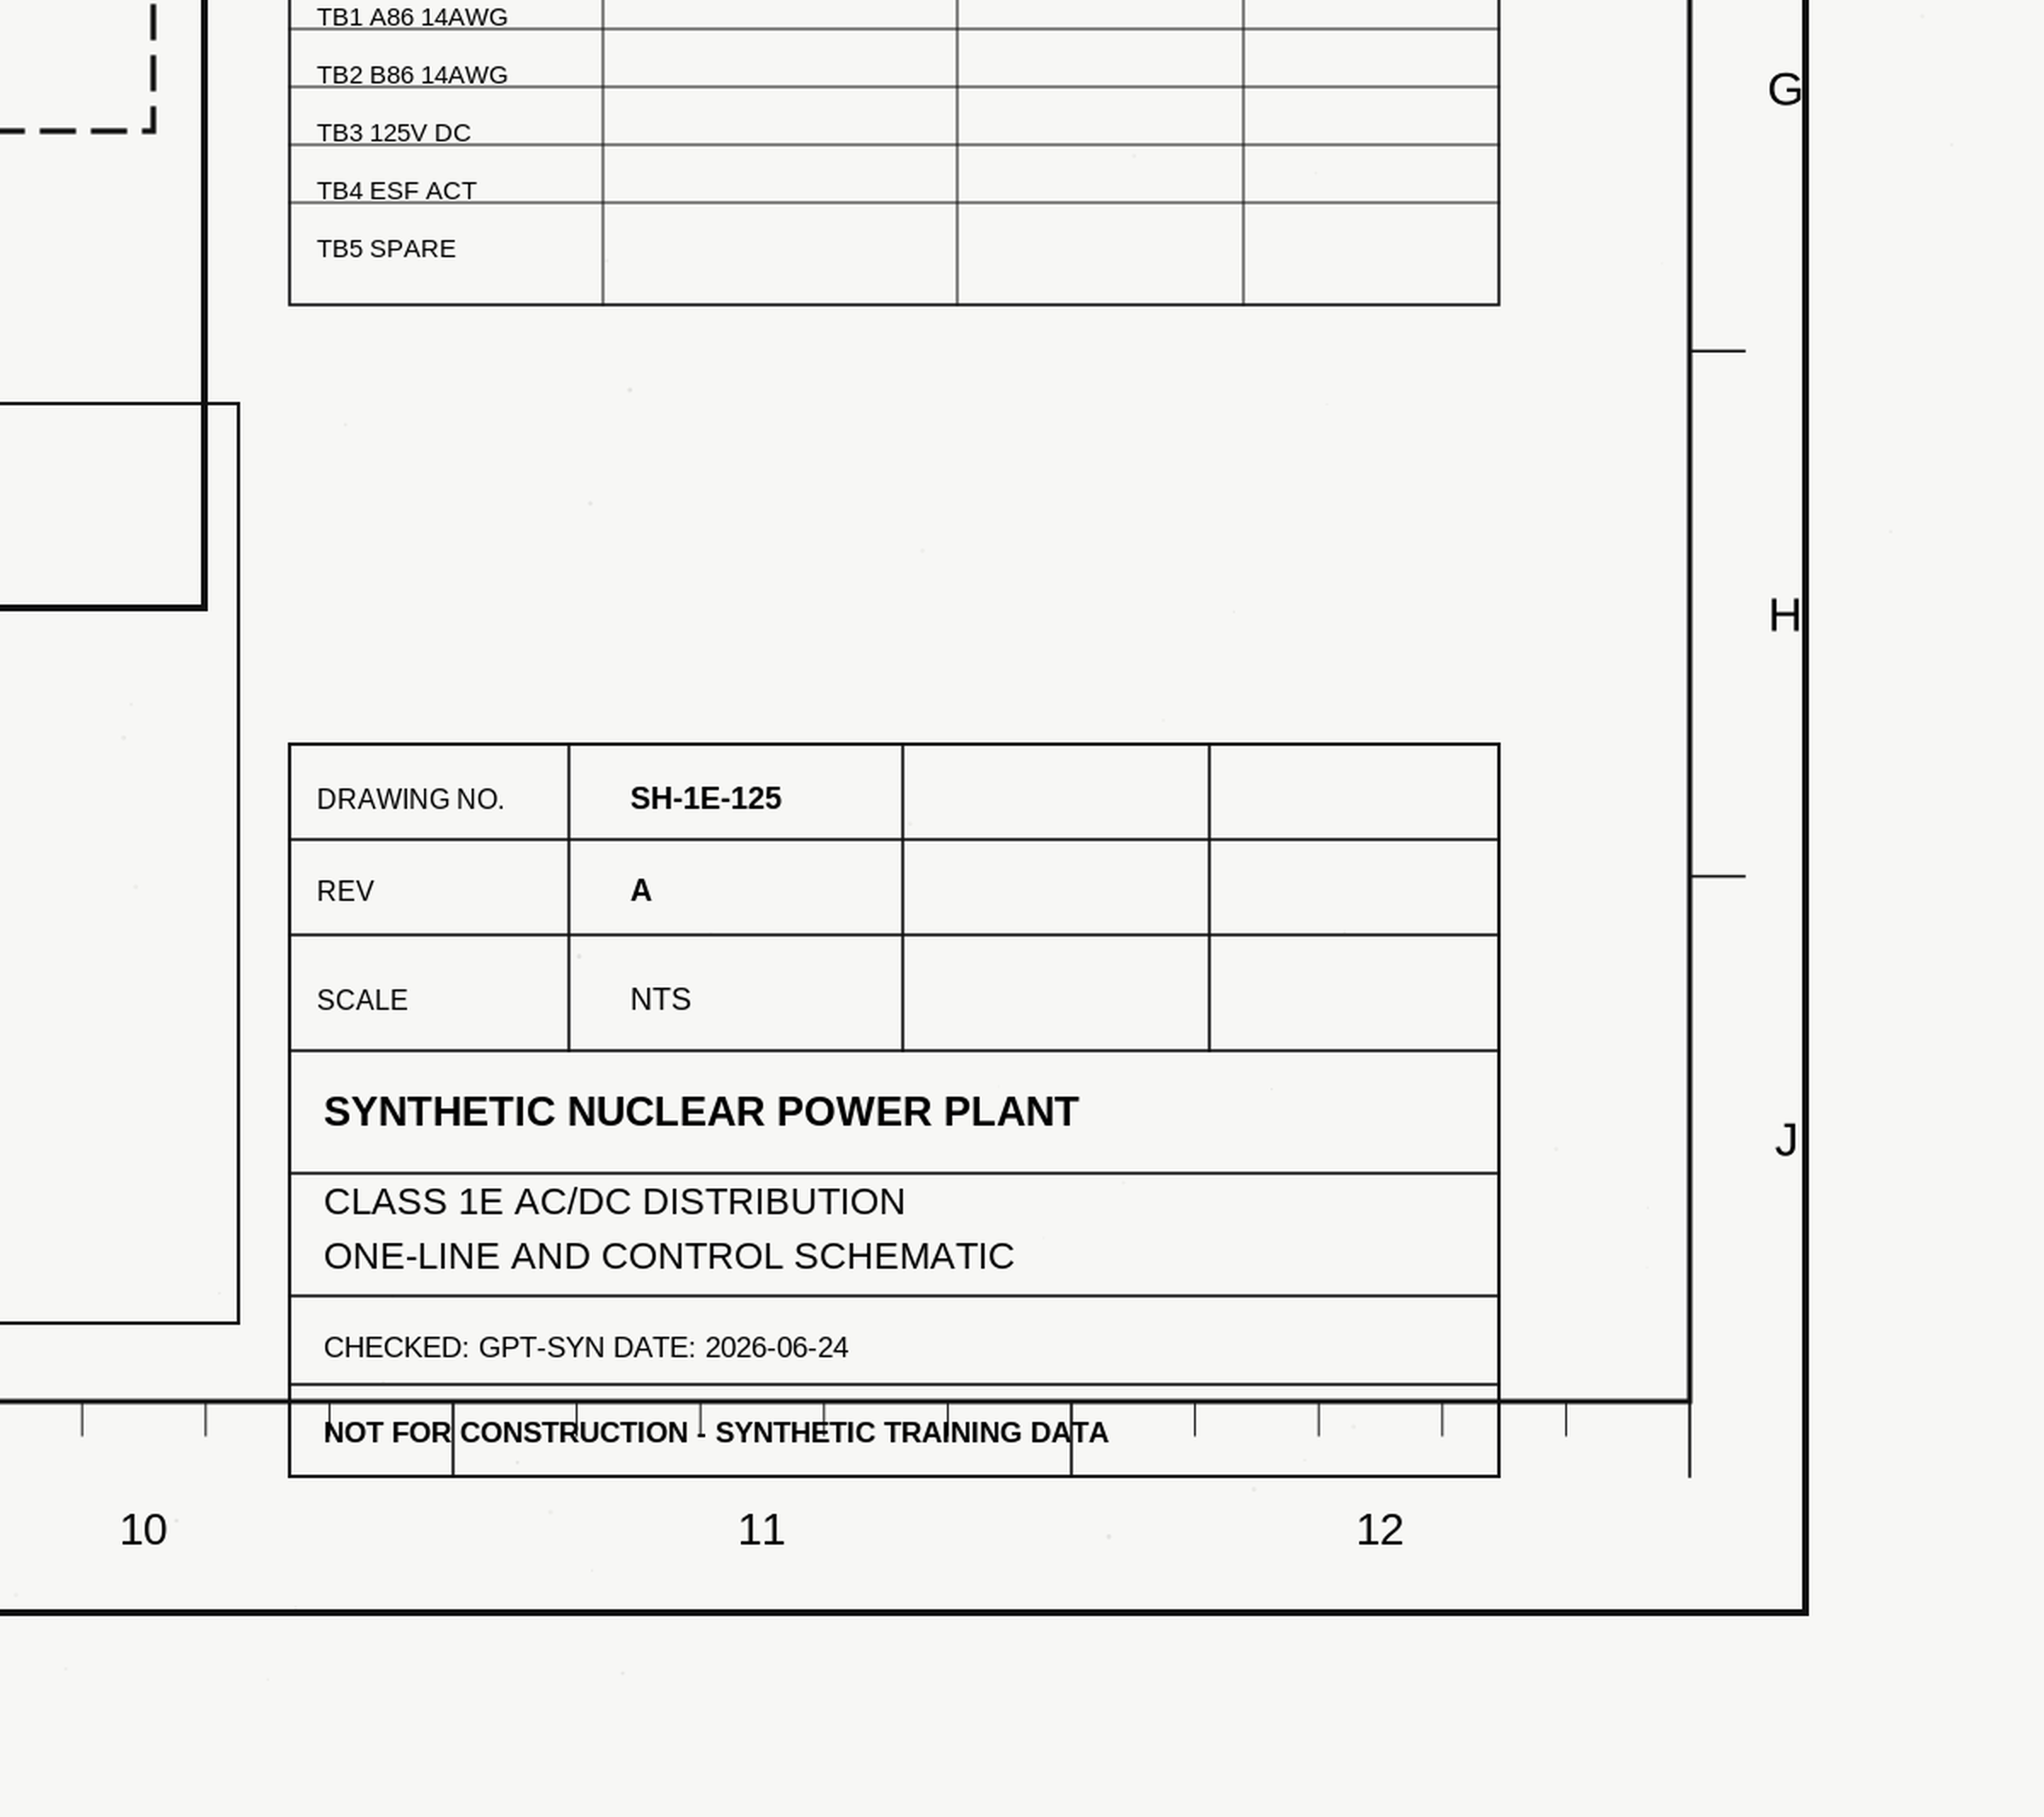 TB1 A86 14AWG
TB2 B86 14AWG
TB3 125V DC
TB4 ESF ACT
TB5 SPARE
G
H
DRAWING NO. SH-1E-125
REV A
SCALE NTS
SYNTHETIC NUCLEAR POWER PLANT
J
CLASS 1E AC/DC DISTRIBUTION
ONE-LINE AND CONTROL SCHEMATIC
CHECKED: GPT-SYN DATE: 2026-06-24
NOT FOR CONSTRUCTION - SYNTHETIC TRAINING DATA
10 11 12